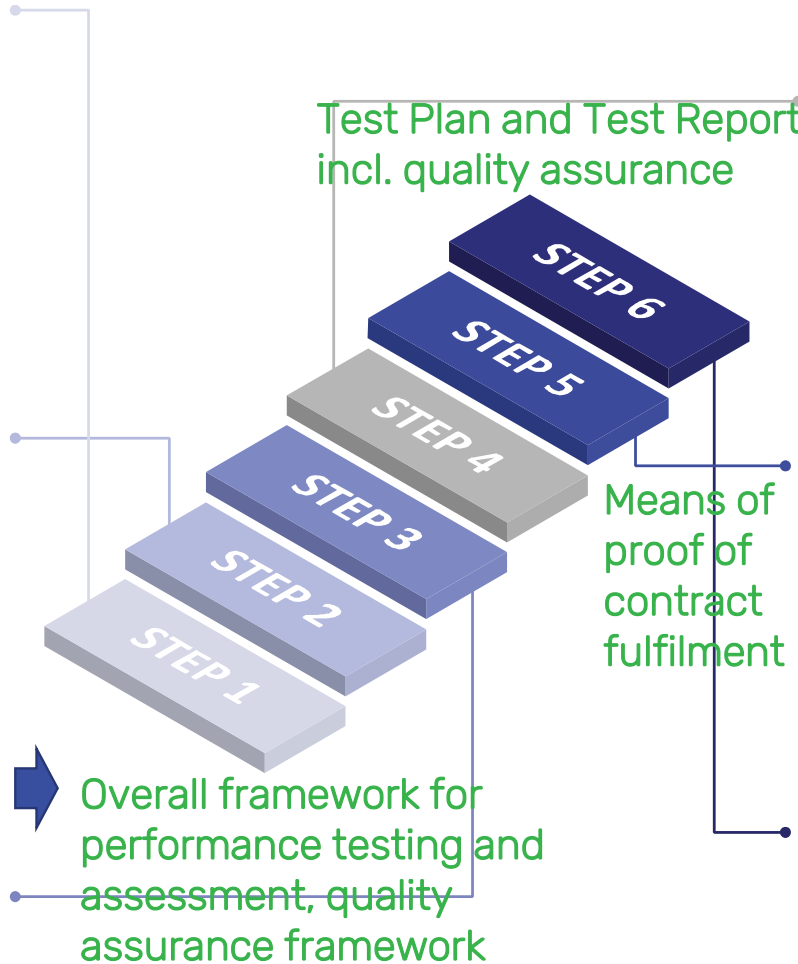 Test Plan and Test Report
incl. quality assurance
STEP 6
STEP 5
STEP 4
STEP 3
STEP 2
STEP 1
Means of
proof of
contract
fulfilment
Overall framework for
performance testing and
assessment, quality
assurance framework